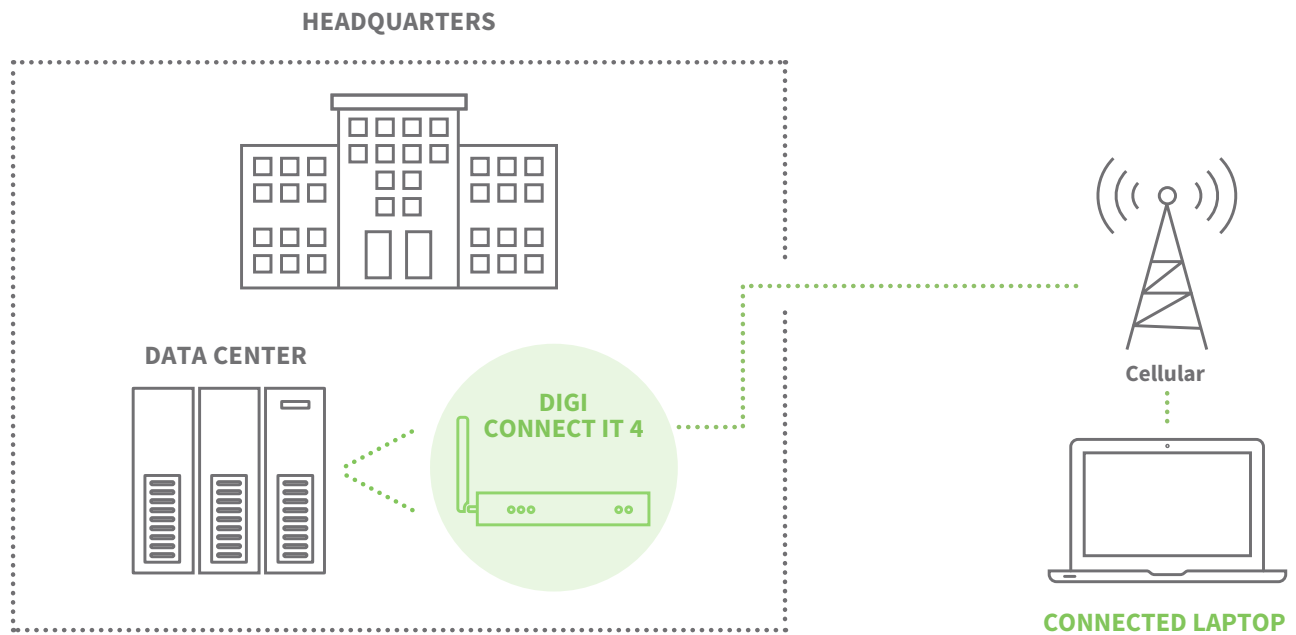 HEADQUARTERS
DATA CENTER
DIGI
CONNECT IT 4
Cellular
CONNECTED LAPTOP